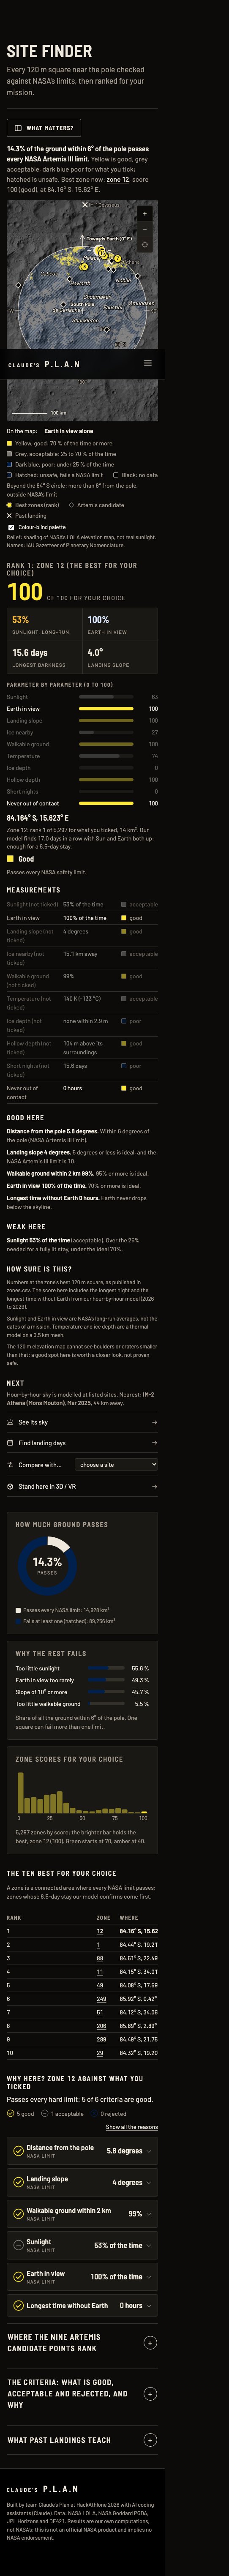 SITE FINDER
Every 120 m square near the pole checked
against NASA's limits, then ranked for your
mission.
WHAT MATTERS?
14.3% of the ground within 6° of the pole passes
every NASA Artemis III limit. Yellow is good, grey
acceptable, dark blue poor for what you tick;
hatched is unsafe. Best zone now: zone 12, score
100 (good), at 84.16° S, 15.62° E.
Towards Earth (0° E)
Cabeus
Haworth
Shoemaker
South Pole
Shackleton
+
−
CLAUDE'S P.L.A.N
100 km
On the map: Earth in view alone
Yellow, good: 70 % of the time or more
Grey, acceptable: 25 to 70 % of the time
Dark blue, poor: under 25 % of the time
Hatched: unsafe, fails a NASA limit
Black: no data
Beyond the 84° S circle: more than 6° from the pole,
outside NASA's limit
Best zones (rank)
Artemis candidate
Past landing
Colour-blind palette
Relief: shading of NASA's LOLA elevation map, not real sunlight.
Names: IAU Gazetteer of Planetary Nomenclature.
RANK 1: ZONE 12 (THE BEST FOR YOUR
CHOICE)
100 OF 100 FOR YOUR CHOICE
53%
SUNLIGHT, LONG-RUN
100%
EARTH IN VIEW
15.6 days
LONGEST DARKNESS
4.0°
LANDING SLOPE
PARAMETER BY PARAMETER (0 TO 100)
Sunlight 62
Earth in view 100
Landing slope 100
Ice nearby 27
Walkable ground 100
Temperature 74
Ice depth 0
Hollow depth 100
Short nights 0
Never out of contact 100
84.164° S, 15.623° E
Zone 12: rank 1 of 5,297 for what you ticked, 14 km². Our
model finds 17.0 days in a row with Sun and Earth both up:
enough for a 6.5-day stay.
Good
Passes every NASA safety limit.
MEASUREMENTS
Sunlight (not ticked) 53% of the time acceptable
Earth in view 100% of the time good
Landing slope (not ticked) 4 degrees good
Ice nearby (not ticked) 15.1 km away acceptable
Walkable ground (not ticked) 99% good
Temperature (not ticked) 140 K (-133 °C) acceptable
Ice depth (not ticked) none within 2.9 m poor
Hollow depth (not ticked) 104 m above its surroundings good
Short nights (not ticked) 15.6 days poor
Never out of contact 0 hours good
GOOD HERE
Distance from the pole 5.8 degrees. Within 6 degrees of
the pole (NASA Artemis III limit).
Landing slope 4 degrees. 5 degrees or less is ideal, and the
NASA Artemis III limit is 10.
Walkable ground within 2 km 99%. 95% or more is ideal.
Earth in view 100% of the time. 70% or more is ideal.
Longest time without Earth 0 hours. Earth never drops
below the skyline.
WEAK HERE
Sunlight 53% of the time (acceptable). Over the 25%
needed for a fully lit stay, under the ideal 70%.
HOW SURE IS THIS?
Numbers at the zone's best 120 m square, as published in
zones.csv. The score here includes the longest night and the
longest time without Earth from our hour-by-hour model (2026
to 2029).
Sunlight and Earth in view are NASA's long-run averages, not the
dates of a mission. Temperature and ice depth are a thermal
model on a 0.5 km mesh.
The 120 m elevation map cannot see boulders or craters smaller
than that: a good spot here is worth a closer look, not proven
safe.
NEXT
Hour-by-hour sky is modelled at listed sites. Nearest: IM-2
Athena (Mons Mouton), Mar 2025, 44 km away.
See its sky
Find landing days
Compare with... choose a site
Stand here in 3D / VR
HOW MUCH GROUND PASSES
14.3%
PASSES
Passes every NASA limit: 14,928 km²
Fails at least one (hatched): 89,256 km²
WHY THE REST FAILS
Too little sunlight 55.6 %
Earth in view too rarely 49.3 %
Slope of 10° or more 45.7 %
Too little walkable ground 5.5 %
Share of all the ground within 6° of the pole. One
square can fail more than one limit.
ZONE SCORES FOR YOUR CHOICE
0 25 50 75 100
5,297 zones by score; the brighter bar holds the
best, zone 12 (100). Green starts at 70, amber at 40.
THE TEN BEST FOR YOUR CHOICE
A zone is a connected area where every NASA limit passes;
zones whose 6.5-day stay our model confirms come first.
RANK ZONE WHERE
1 12 84.16° S, 15.62
2 1 84.44° S, 19.21°
3 88 84.51° S, 22.49°
4 11 84.15° S, 34.01°
5 49 84.08° S, 17.59°
6 249 85.92° S, 0.42°
7 51 84.12° S, 34.06°
8 206 85.89° S, 2.89°
9 289 84.49° S, 21.75
10 29 84.32° S, 19.20°
WHY HERE? ZONE 12 AGAINST WHAT YOU
TICKED
Passes every hard limit: 5 of 6 criteria are good.
5 good
1 acceptable
0 rejected
Show all the reasons
Distance from the pole
NASA LIMIT
5.8 degrees
Landing slope
NASA LIMIT
4 degrees
Walkable ground within 2 km
NASA LIMIT
99%
Sunlight
NASA LIMIT
53% of the time
Earth in view
NASA LIMIT
100% of the time
Longest time without Earth 0 hours
WHERE THE NINE ARTEMIS
CANDIDATE POINTS RANK
THE CRITERIA: WHAT IS GOOD,
ACCEPTABLE AND REJECTED, AND
WHY
WHAT PAST LANDINGS TEACH
CLAUDE'S P.L.A.N
Built by team Claude's Plan at HackAthlone 2026 with AI coding
assistants (Claude). Data: NASA LOLA, NASA Goddard PGDA,
JPL Horizons and DE421. Results are our own computations,
not NASA's: this is not an official NASA product and implies no
NASA endorsement.